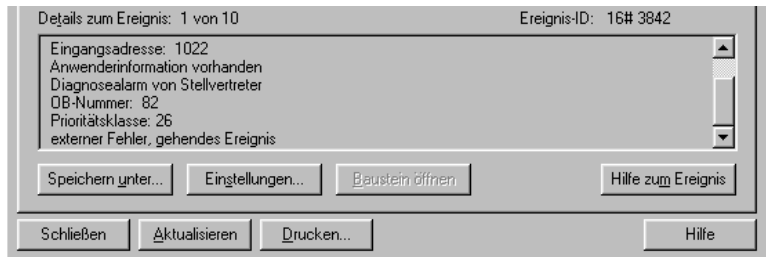 Details zum Ereignis: 1 von 10 Ereignis-ID: 16# 3842
Eingangsadresse: 1022
Anwenderinformation vorhanden
Diagnosealarm von Stellvertreter
OB-Nummer: 82
Prioritätsklasse: 26
externer Fehler, gehendes Ereignis
Speichern unter... Einstellungen... Baustein öffnen Hilfe zum Ereignis
Schließen Aktualisieren Drucken... Hilfe